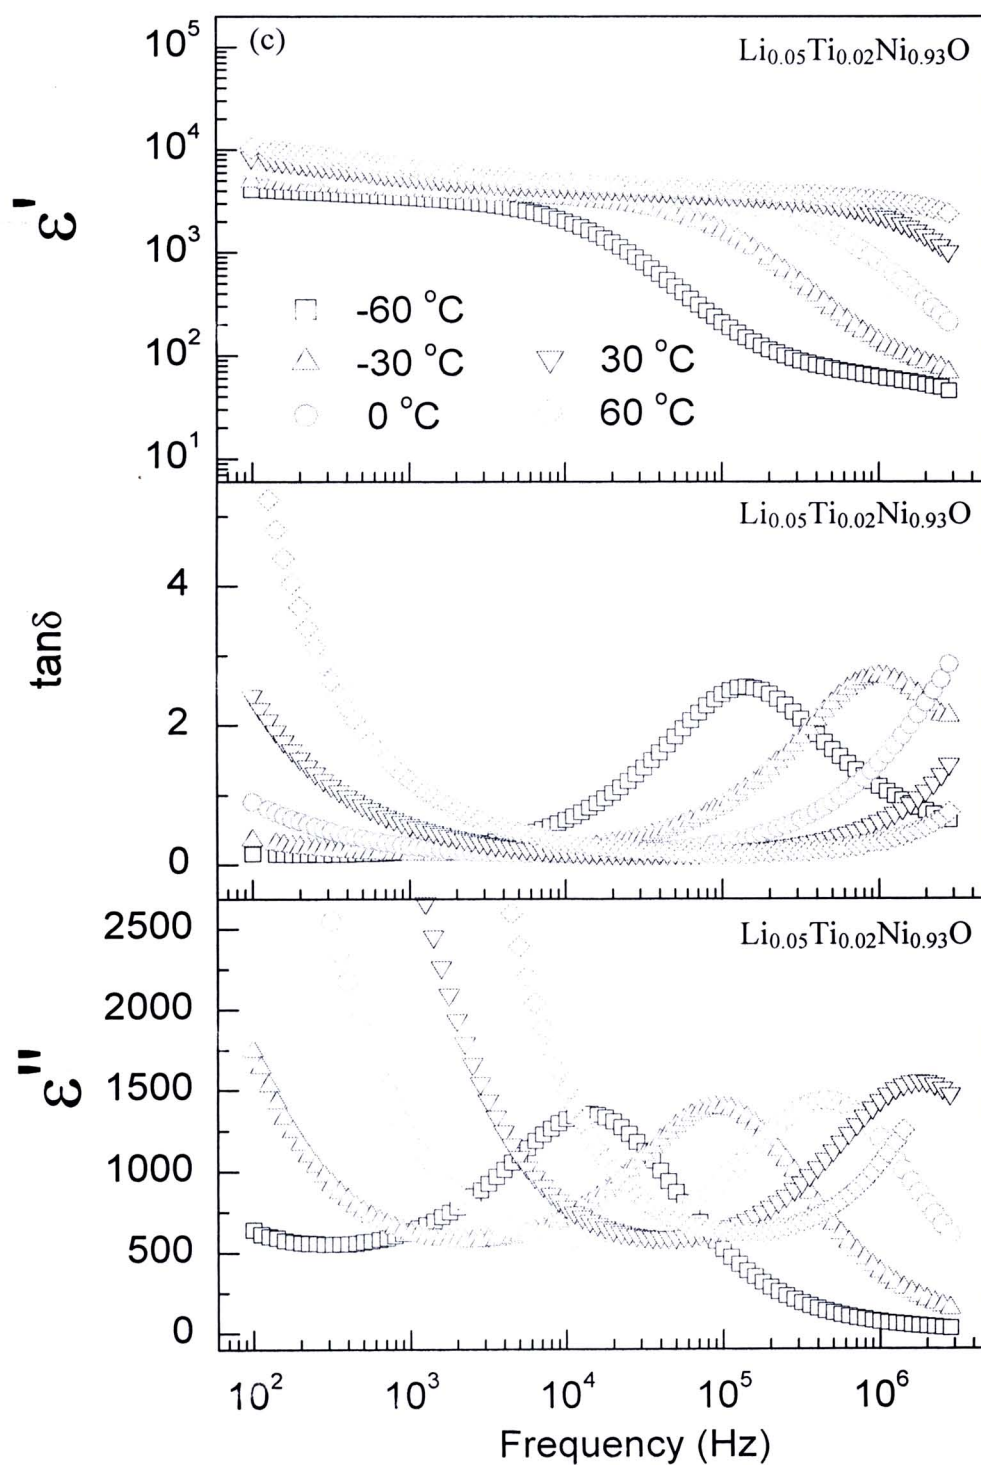 (c)
Li0.05Ti0.02Ni0.93O
10^5
10^4
10^3
10^2
10^1
ε'
-60 °C
-30 °C
0 °C
30 °C
60 °C
Li0.05Ti0.02Ni0.93O
4
2
0
tanδ
Li0.05Ti0.02Ni0.93O
2500
2000
1500
1000
500
0
ε"
10^2 10^3 10^4 10^5 10^6
Frequency (Hz)